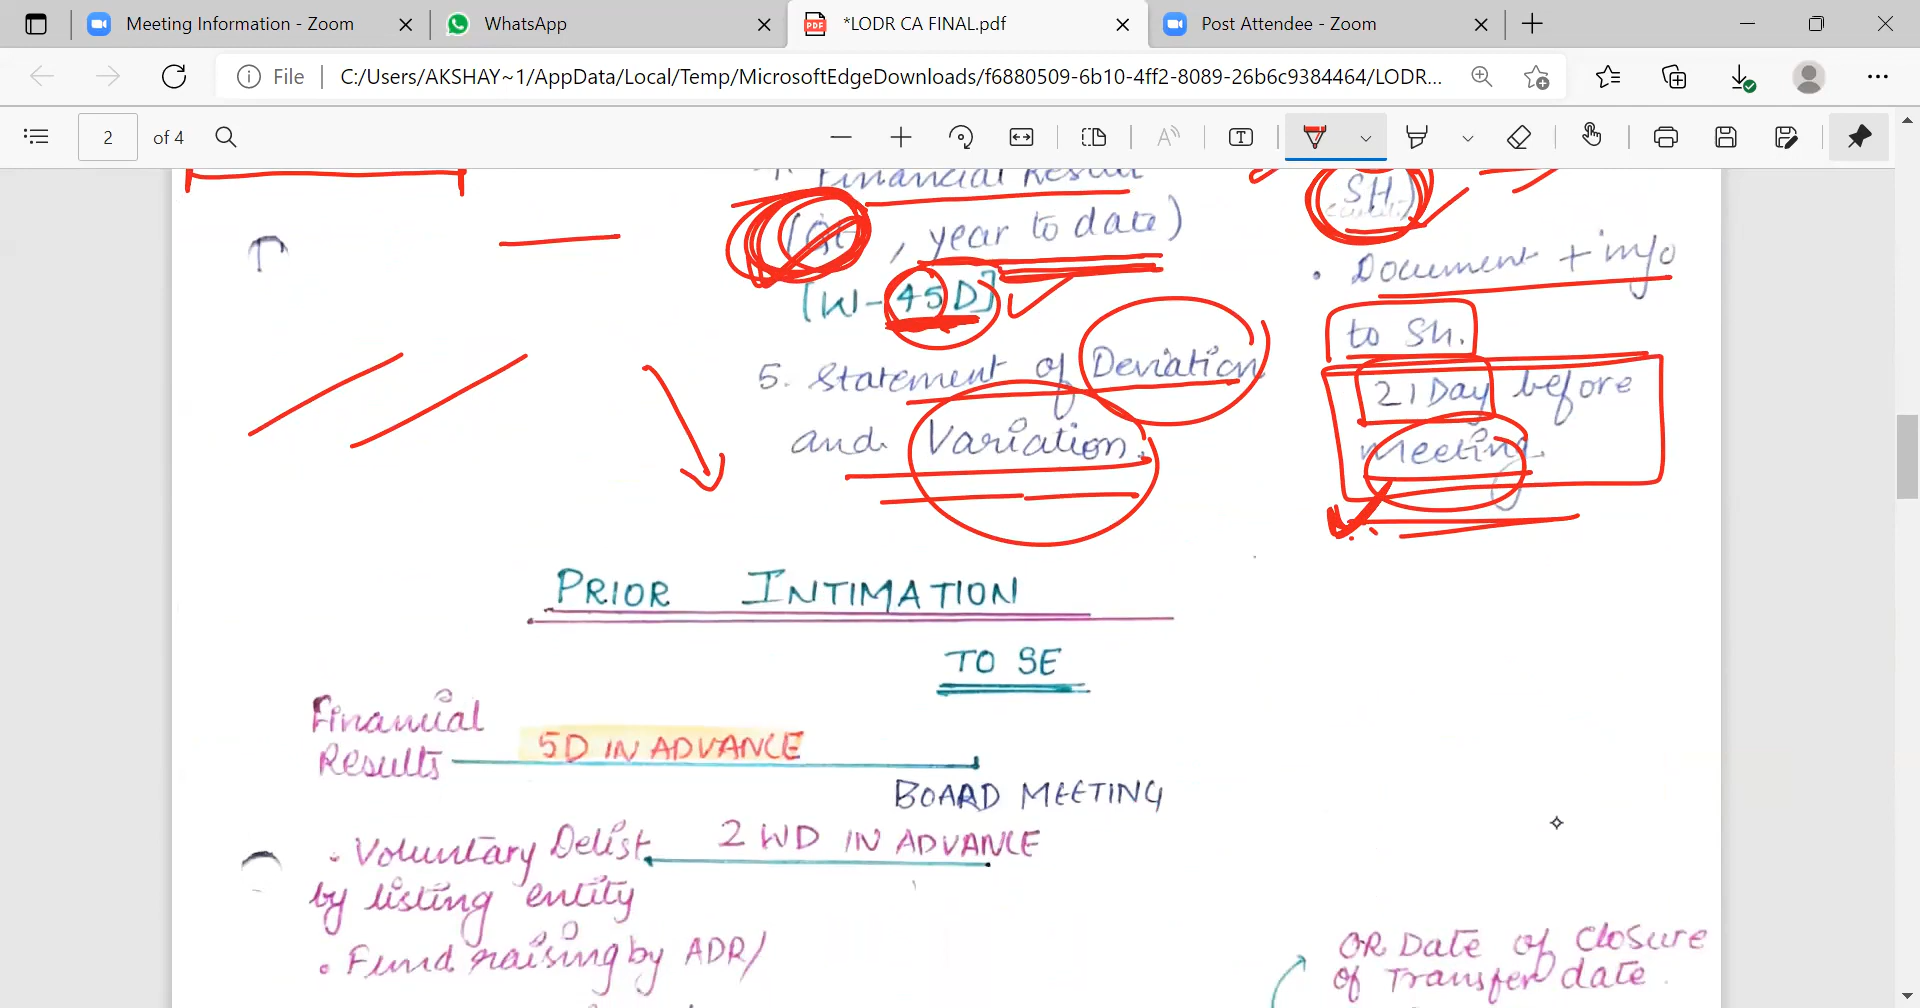 Meeting Information - Zoom
WhatsApp
*LODR CA FINAL.pdf
Post Attendee - Zoom
File
C:/Users/AKSHAY~1/AppData/Local/Temp/MicrosoftEdgeDownloads/f6880509-6b10-4ff2-8089-26b6c9384464/LODR...
2 of 4
Financial Result
, year to date)
[W-45D]
5. Statement of Deviation
and Variation.
SH)
• Document + info
to SH.
21 Day before
Meeting.
PRIOR INTIMATION
TO SE
Financial
Results
5D IN ADVANCE
BOARD MEETING
• Voluntary Delist
2 WD IN ADVANCE
by listing entity
• Fund raising by ADR/
OR Date of Closure
of Transfer date.